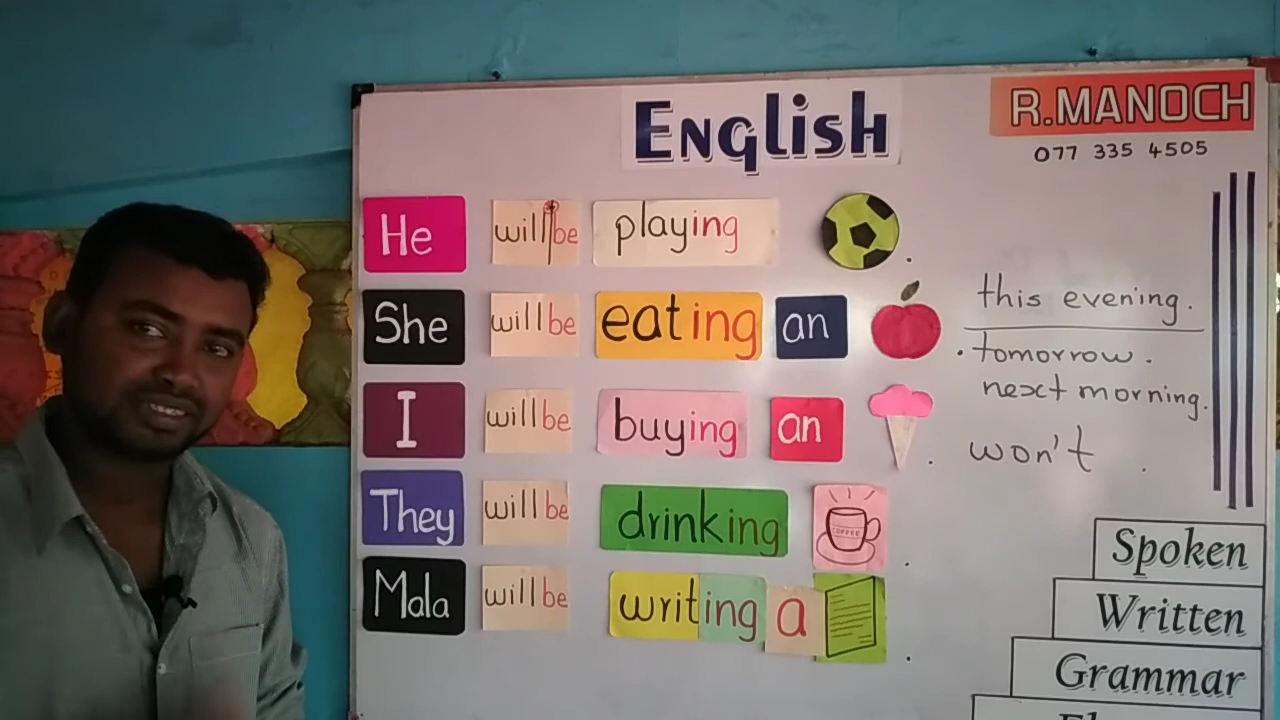 English
R.MANOCH
077 335 4505
He will be playing .
She will be eating an
I will be buying an .
They will be drinking COFFEE .
Mala will be writing a .
this evening.
. tomorrow.
next morning.
won't .
Spoken
Written
Grammar